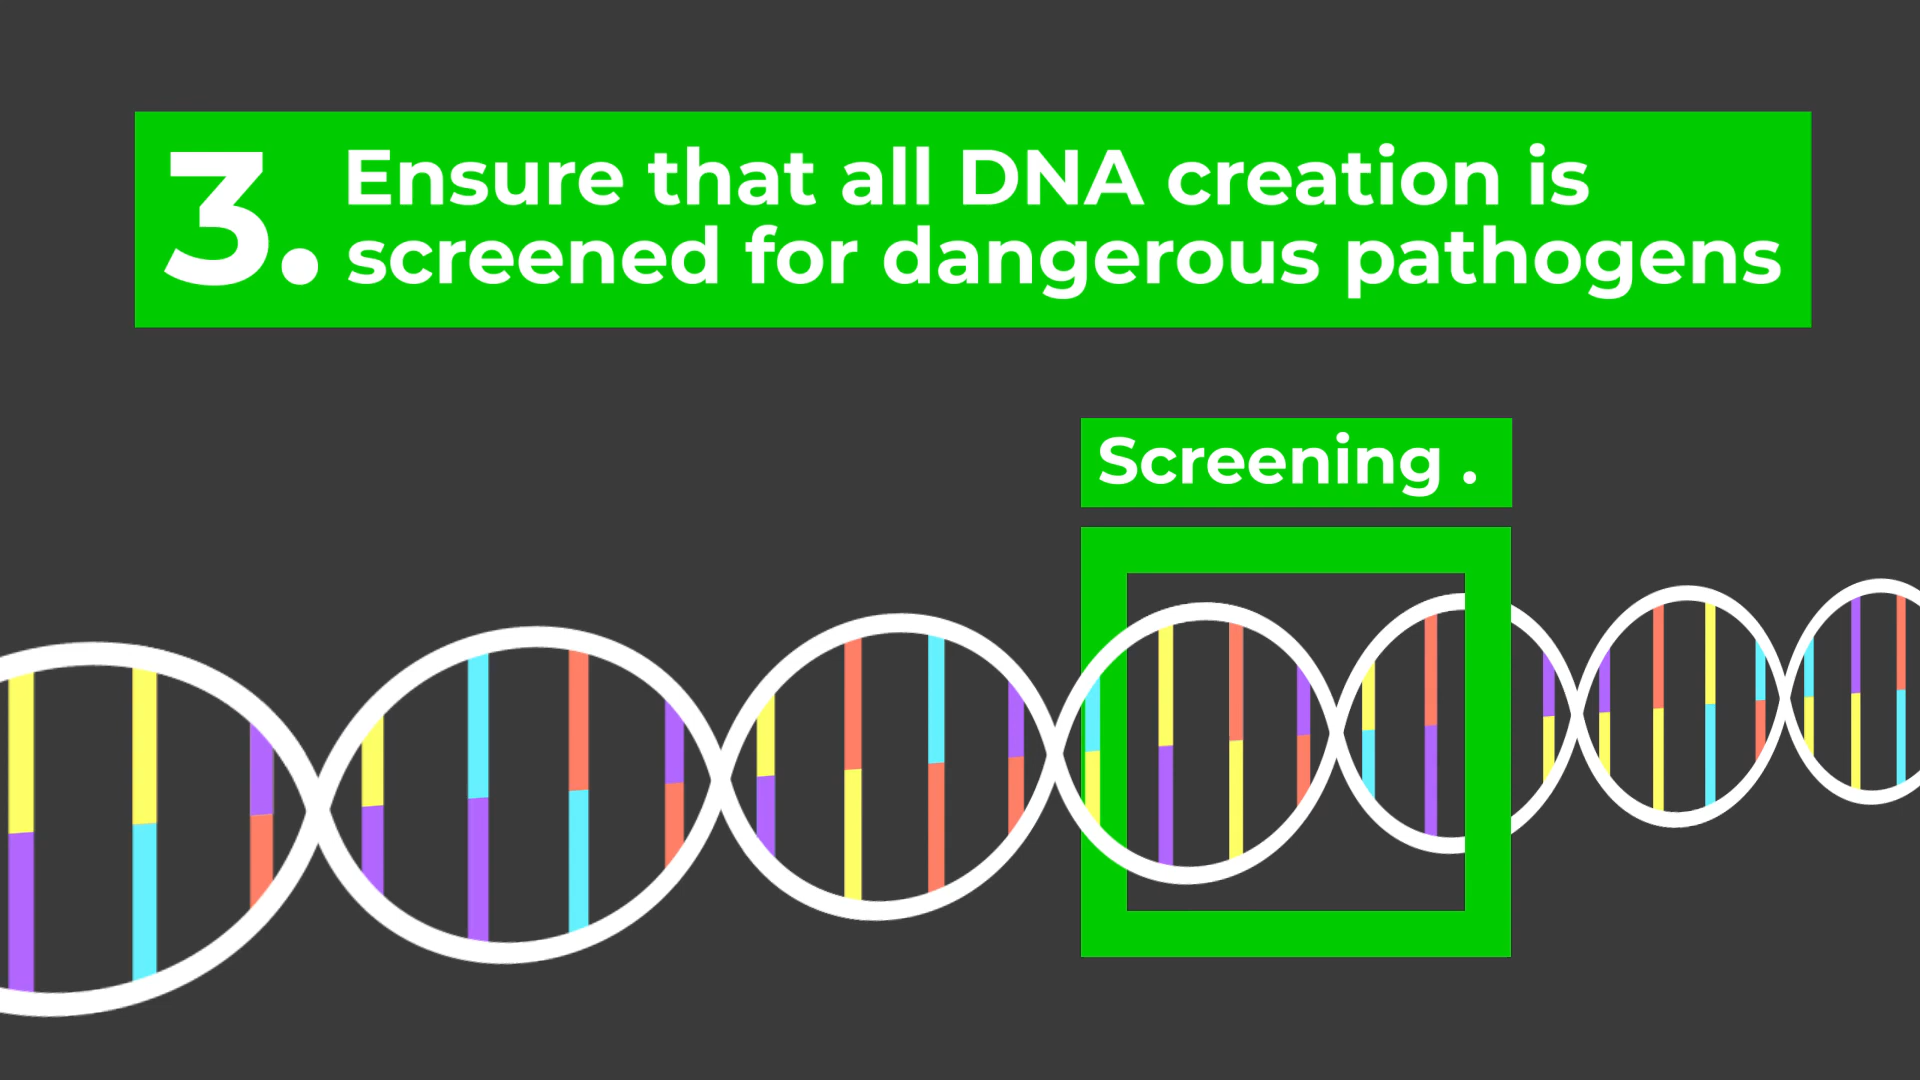 3. Ensure that all DNA creation is
screened for dangerous pathogens
Screening .